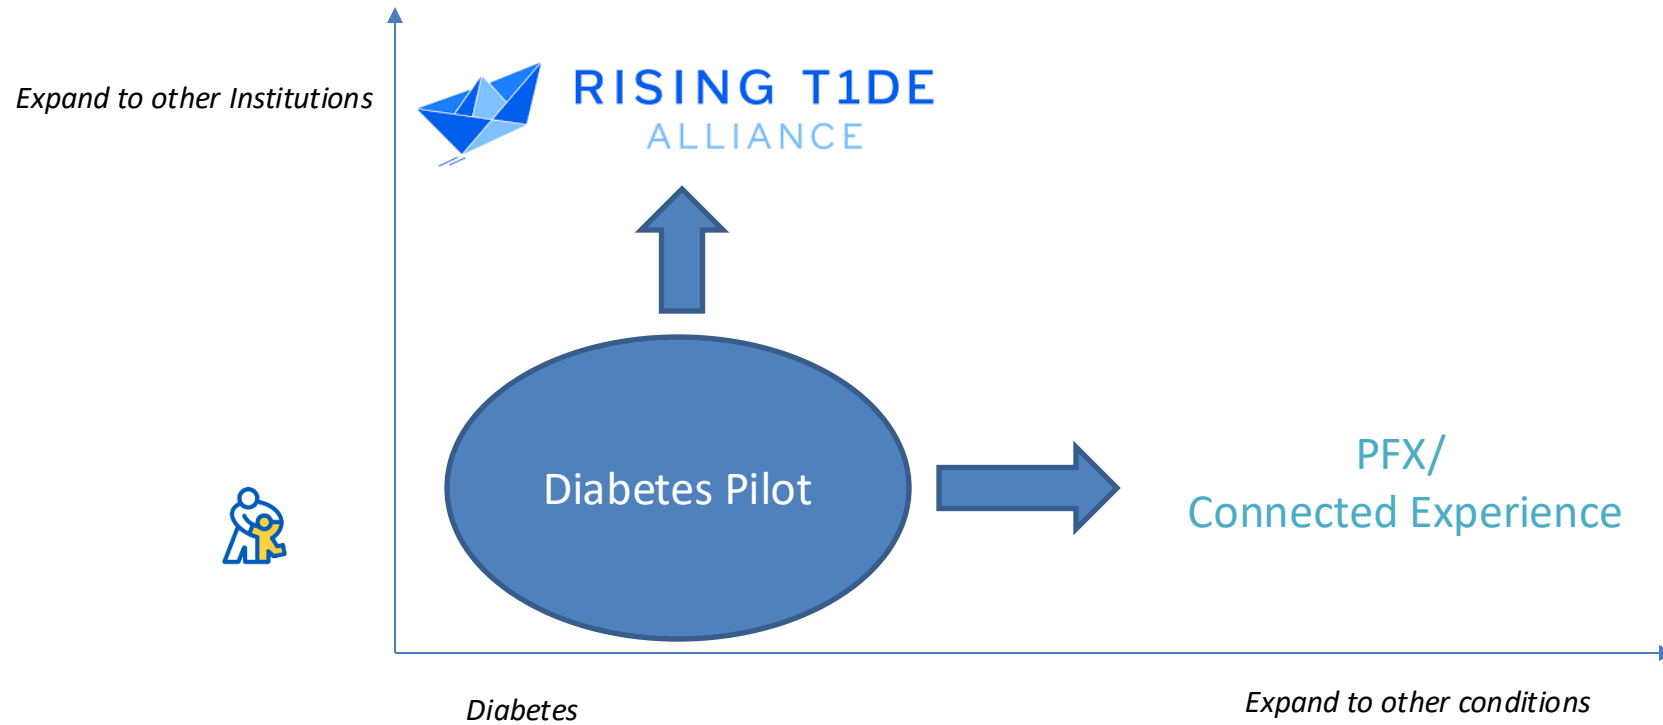 Expand to other Institutions
RISING T1DE
ALLIANCE
Diabetes Pilot
PFX/
Connected Experience
Diabetes
Expand to other conditions